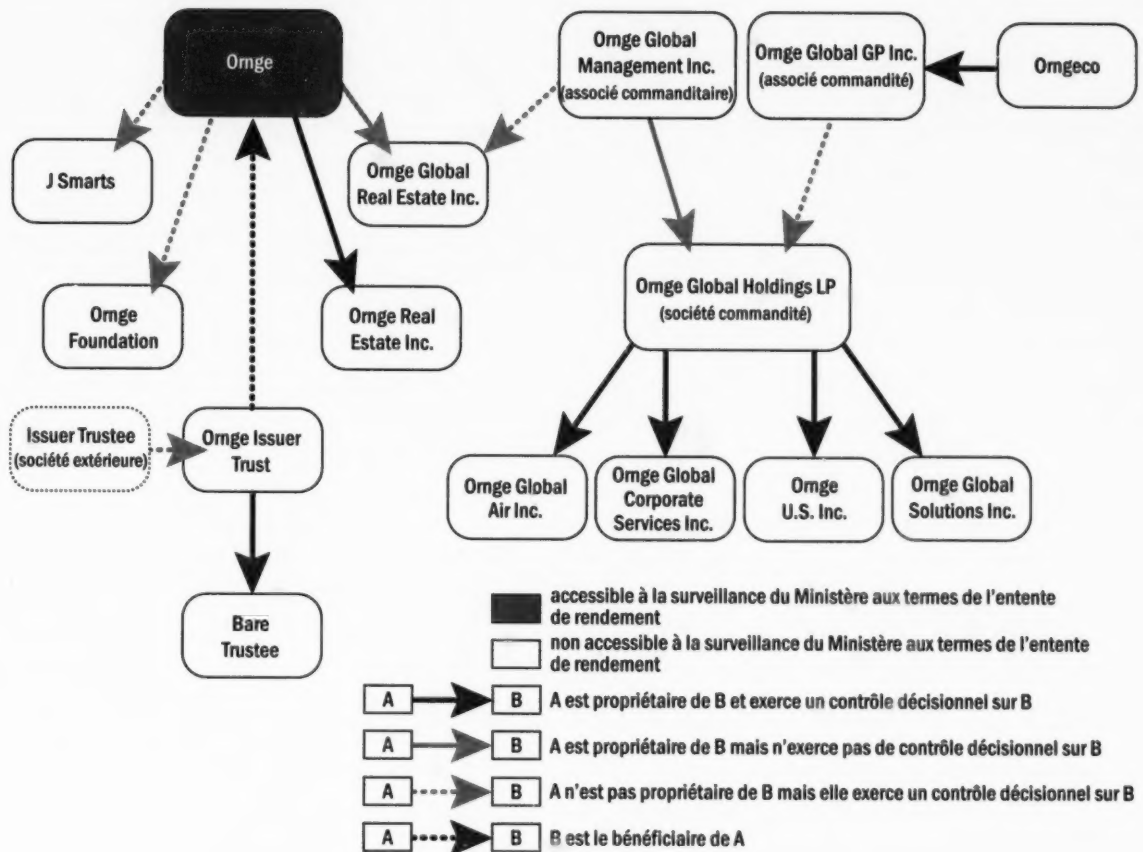 Ornge
Ornge Global
Management Inc.
(associé commanditaire)
Ornge Global GP Inc.
(associé commandité)
Orngeco
J Smarts
Ornge Global
Real Estate Inc.
Ornge
Foundation
Ornge Real
Estate Inc.
Ornge Global Holdings LP
(société commandité)
Issuer Trustee
(société extérieure)
Ornge Issuer
Trust
Ornge Global
Air Inc.
Ornge Global
Corporate
Services Inc.
Ornge
U.S. Inc.
Ornge Global
Solutions Inc.
Bare
Trustee
accessible à la surveillance du Ministère aux termes de l'entente
de rendement
non accessible à la surveillance du Ministère aux termes de l'entente
de rendement
A B A est propriétaire de B et exerce un contrôle décisionnel sur B
A B A est propriétaire de B mais n'exerce pas de contrôle décisionnel sur B
A B A n'est pas propriétaire de B mais elle exerce un contrôle décisionnel sur B
A B B est le bénéficiaire de A